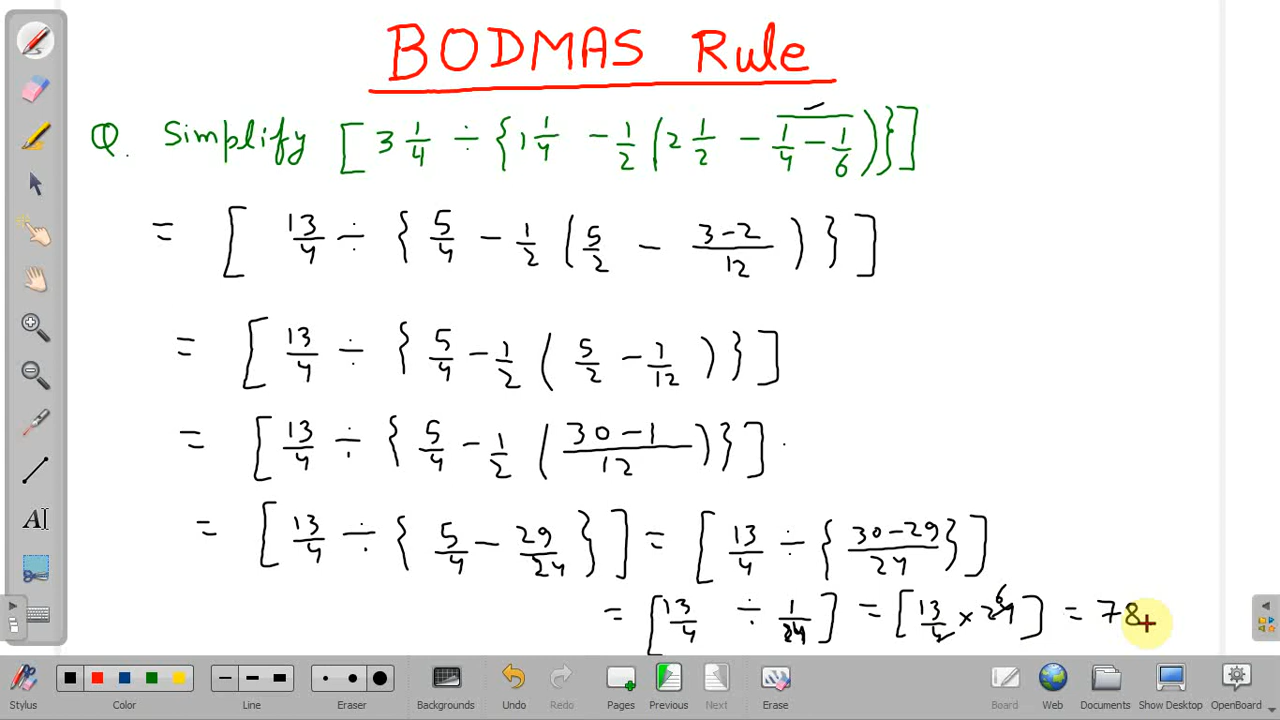 BODMAS Rule
Q. Simplify [3 1/4 ÷ {1 1/4 − 1/2 (2 1/2 − 1/4 − 1/6)}]
= [13/4 ÷ {5/4 − 1/2 (5/2 − 3−2/12)}]
= [13/4 ÷ {5/4 − 1/2 (5/2 − 1/12)}]
= [13/4 ÷ {5/4 − 1/2 (30−1/12)}]
= [13/4 ÷ {5/4 − 29/24}] = [13/4 ÷ {30−29/24}]
= [13/4 ÷ 1/24] = [13/4 × 24 6] = 78
Stylus Color Line Eraser Backgrounds Undo Redo Pages Previous Next Erase Board Web Documents Show Desktop OpenBoard